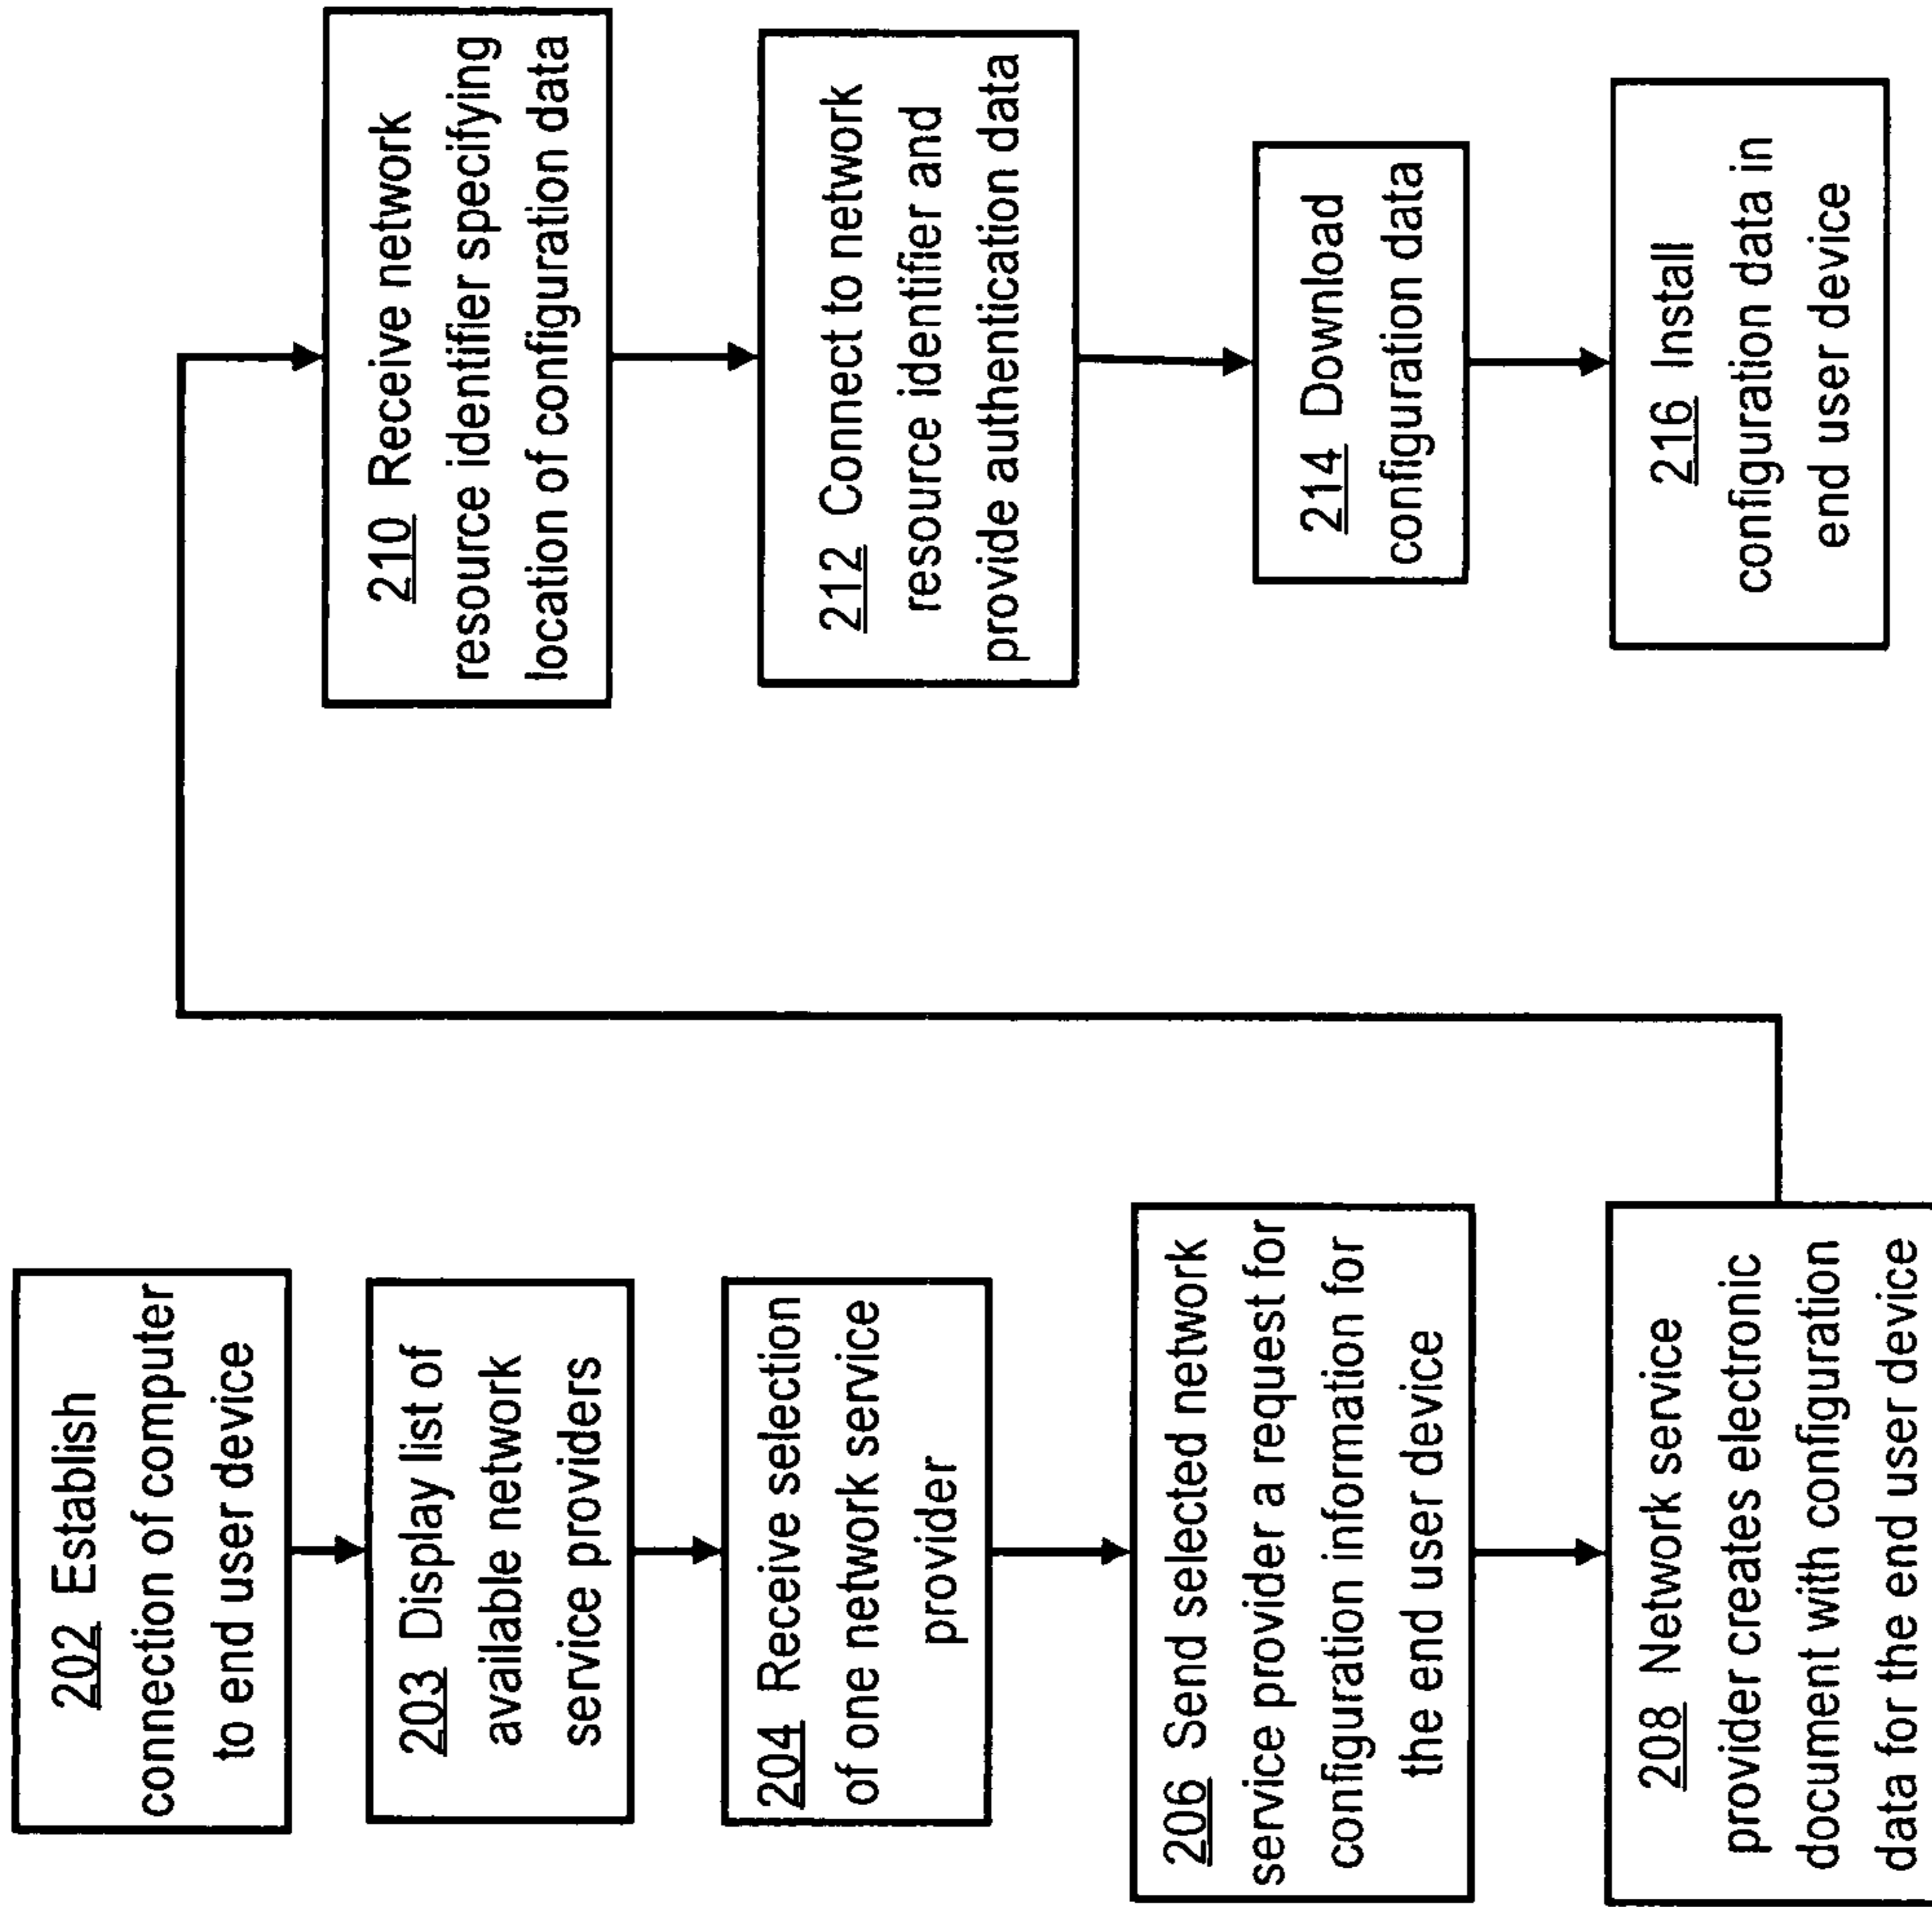 202 Establish
connection of computer
to end user device
203 Display list of
available network
service providers
204 Receive selection
of one network service
provider
206 Send selected network
service provider a request for
configuration information for
the end user device
208 Network service
provider creates electronic
document with configuration
data for the end user device
210 Receive network
resource identifier specifying
location of configuration data
212 Connect to network
resource identifier and
provide authentication data
214 Download
configuration data
216 Install
configuration data in
end user device